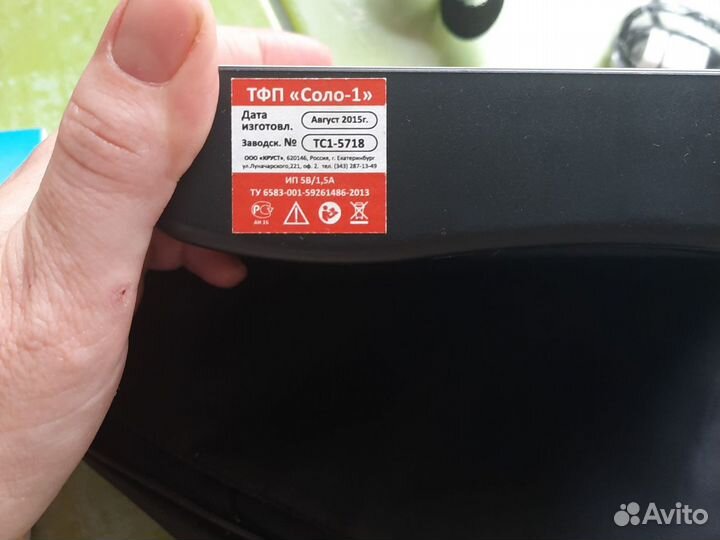 ТФП «Соло-1»
Дата изготовл. Август 2015г.
Заводск. № ТС1-5718
ООО «КРУСТ», 620146, Россия, г. Екатеринбург
ул.Луначарского,221, оф. 2. тел. (343) 287-13-49
ИП 5В/1,5А
ТУ 6583-001-59261486-2013
Avito